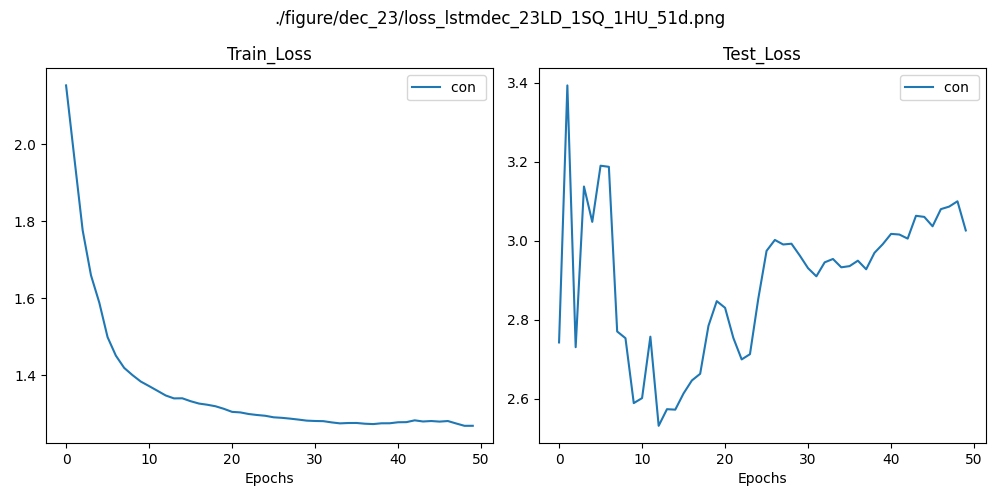 ./figure/dec_23/loss_lstmdec_23LD_1SQ_1HU_51d.png
Train_Loss
con
2.0
1.8
1.6
1.4
0 10 20 30 40 50
Epochs
Test_Loss
con
3.4
3.2
3.0
2.8
2.6
0 10 20 30 40 50
Epochs